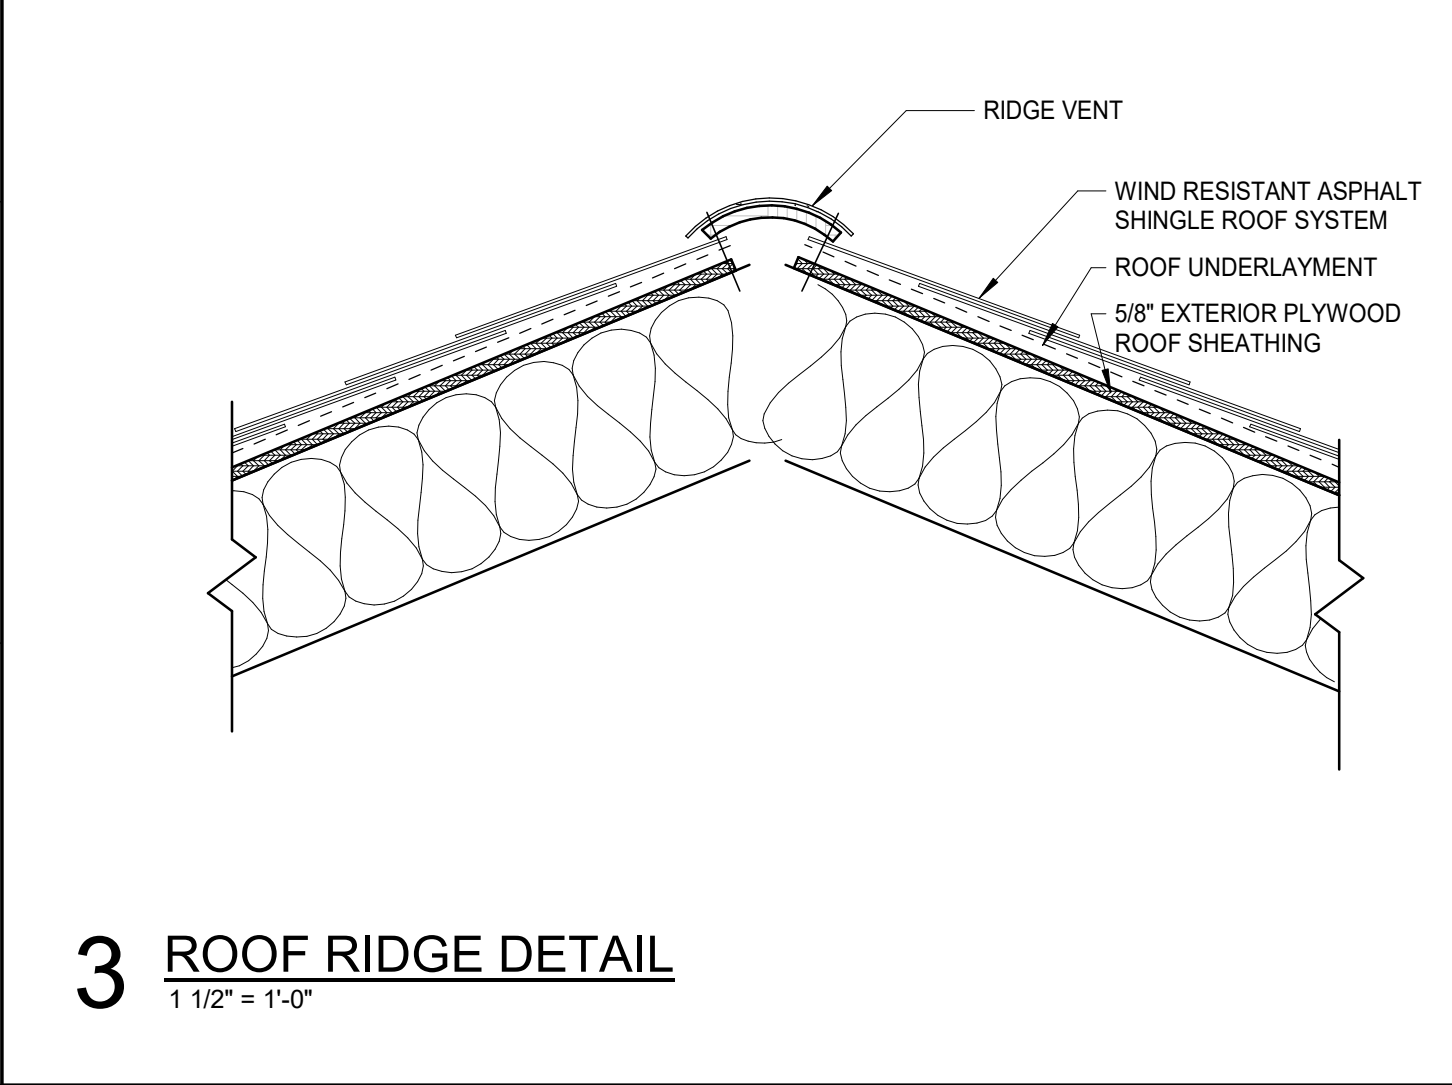 RIDGE VENT
WIND RESISTANT ASPHALT
SHINGLE ROOF SYSTEM
ROOF UNDERLAYMENT
5/8" EXTERIOR PLYWOOD
ROOF SHEATHING
3 ROOF RIDGE DETAIL
1 1/2" = 1'-0"